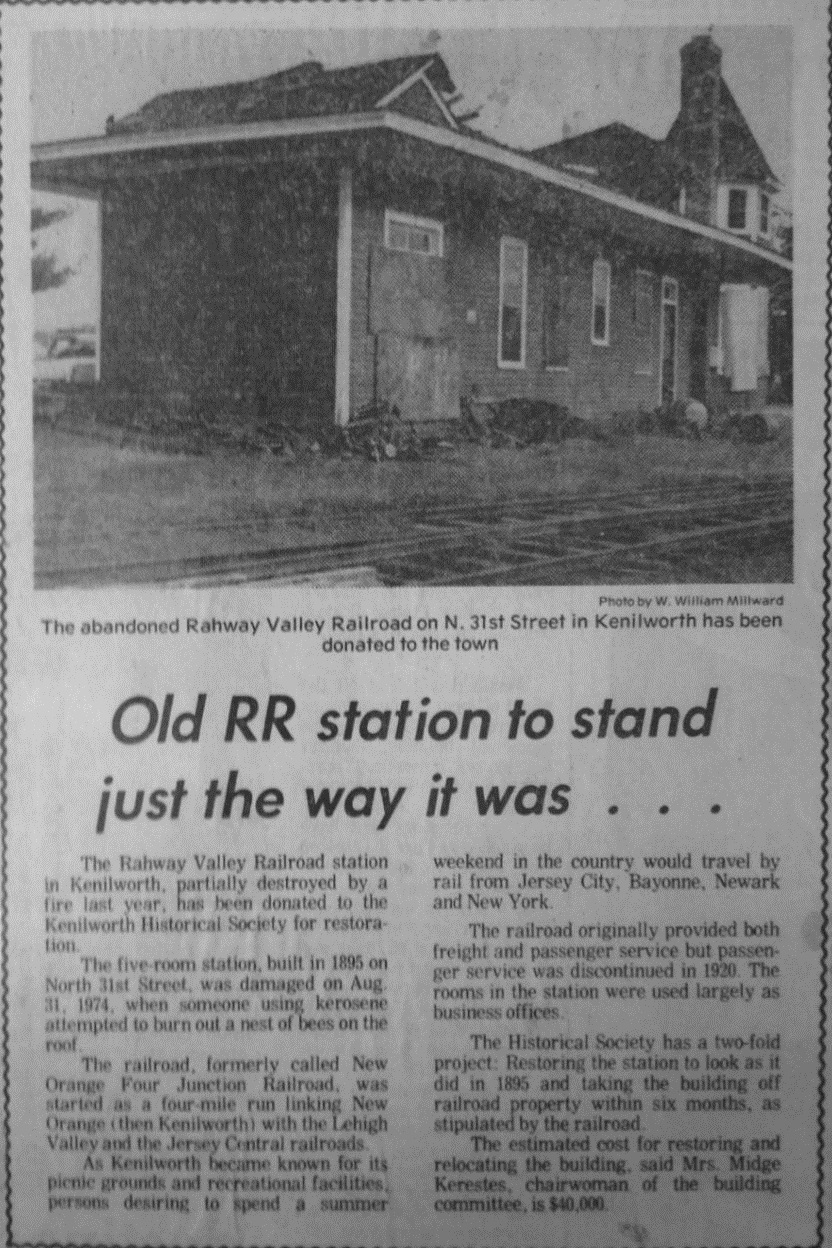 Photo by W. William Millward
The abandoned Rahway Valley Railroad on N. 31st Street in Kenilworth has been
donated to the town
Old RR station to stand
just the way it was . . .
The Rahway Valley Railroad station
in Kenilworth, partially destroyed by a
fire last year, has been donated to the
Kenilworth Historical Society for restora-
tion.
The five-room station, built in 1895 on
North 31st Street, was damaged on Aug.
31, 1974, when someone using kerosene
attempted to burn out a nest of bees on the
roof.
The railroad, formerly called New
Orange Four Junction Railroad, was
started as a four-mile run linking New
Orange (then Kenilworth) with the Lehigh
Valley and the Jersey Central railroads.
As Kenilworth became known for its
picnic grounds and recreational facilities,
persons desiring to spend a summer
weekend in the country would travel by
rail from Jersey City, Bayonne, Newark
and New York.
The railroad originally provided both
freight and passenger service but passen-
ger service was discontinued in 1920. The
rooms in the station were used largely as
business offices.
The Historical Society has a two-fold
project: Restoring the station to look as it
did in 1895 and taking the building off
railroad property within six months, as
stipulated by the railroad.
The estimated cost for restoring and
relocating the building, said Mrs. Midge
Kerestes, chairwoman of the building
committee, is $40,000.